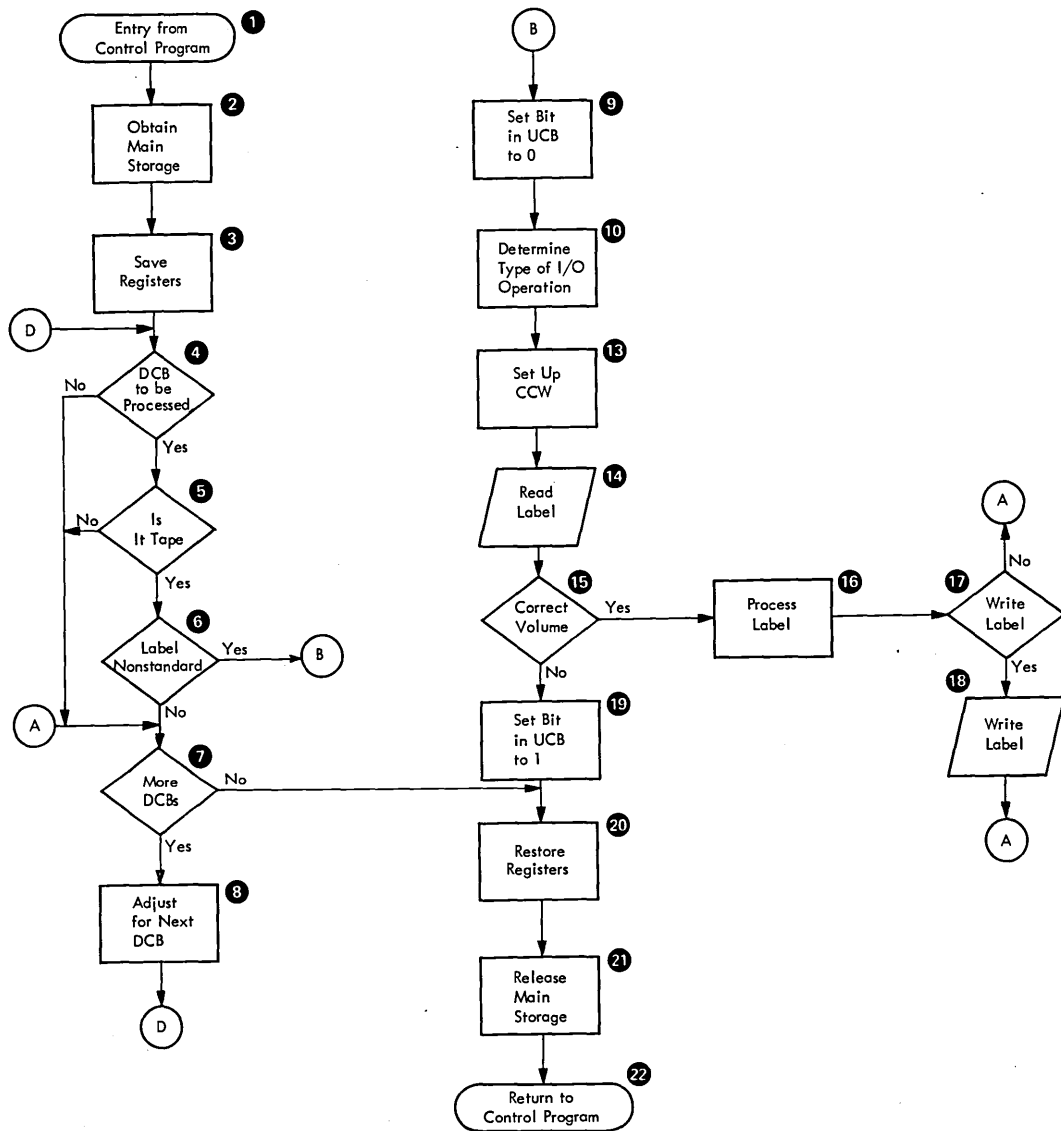 1
Entry from
Control Program
2
Obtain
Main
Storage
3
Save
Registers
D
4
DCB
to be
Processed
No
Yes
5
Is
It Tape
No
Yes
6
Label
Nonstandard
Yes
B
No
A
7
More
DCBs
No
Yes
8
Adjust
for Next
DCB
D
B
9
Set Bit
in UCB
to 0
10
Determine
Type of I/O
Operation
13
Set Up
CCW
14
Read
Label
15
Correct
Volume
Yes
No
16
Process
Label
A
No
17
Write
Label
Yes
18
Write
Label
A
19
Set Bit
in UCB
to 1
20
Restore
Registers
21
Release
Main
Storage
22
Return to
Control Program